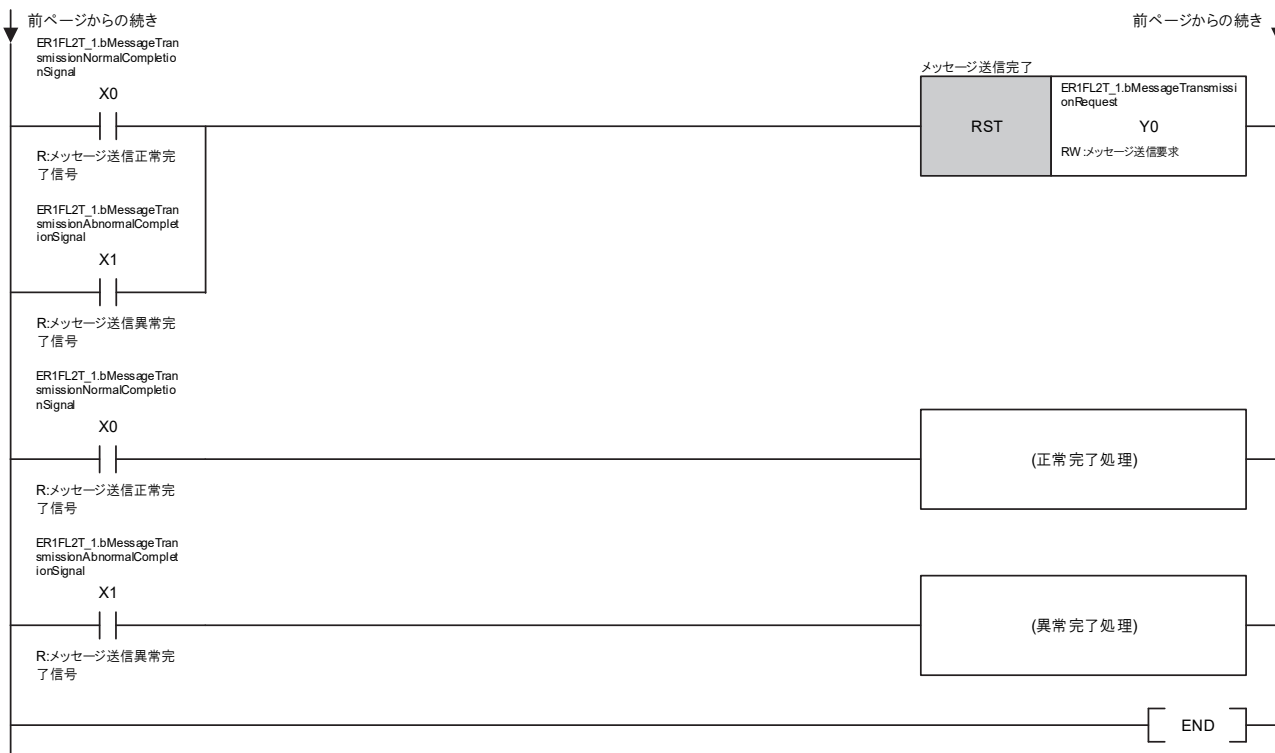 前ページからの続き
前ページからの続き
ER1FL2T_1.bMessageTran
smissionNormalCompletio
nSignal
X0
R:メッセージ送信正常完
了信号
メッセージ送信完了
RST
ER1FL2T_1.bMessageTransmissi
onRequest
Y0
RW:メッセージ送信要求
ER1FL2T_1.bMessageTran
smissionAbnormalComplet
ionSignal
X1
R:メッセージ送信異常完
了信号
ER1FL2T_1.bMessageTran
smissionNormalCompletio
nSignal
X0
R:メッセージ送信正常完
了信号
(正常完了処理)
ER1FL2T_1.bMessageTran
smissionAbnormalComplet
ionSignal
X1
R:メッセージ送信異常完
了信号
(異常完了処理)
END